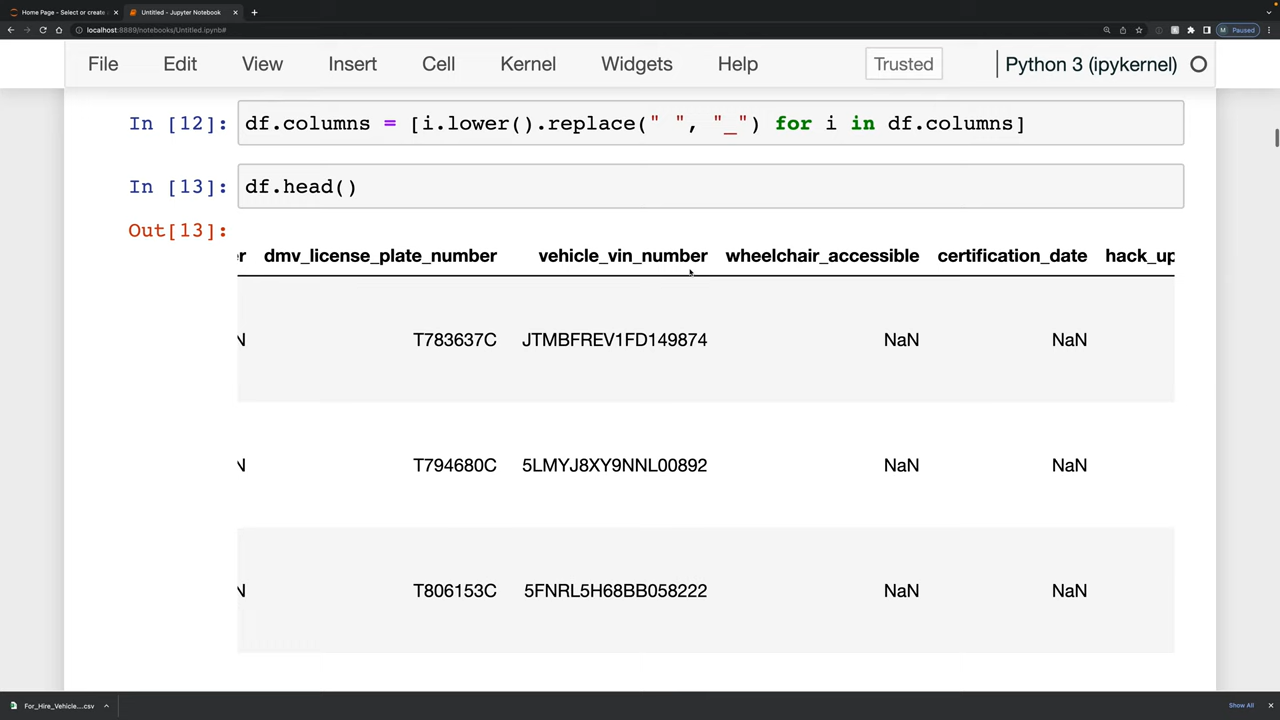 Home Page - Select or create
Untitled - Jupyter Notebook
localhost:8889/notebooks/Untitled.ipynb#
M Paused
File Edit View Insert Cell Kernel Widgets Help Trusted Python 3 (ipykernel)
In [12]: df.columns = [i.lower().replace(" ", "_") for i in df.columns]
In [13]: df.head()
Out[13]:
r dmv_license_plate_number vehicle_vin_number wheelchair_accessible certification_date hack_up
N T783637C JTMBFREV1FD149874 NaN NaN
N T794680C 5LMYJ8XY9NNL00892 NaN NaN
N T806153C 5FNRL5H68BB058222 NaN NaN
For_Hire_Vehicle....csv Show All